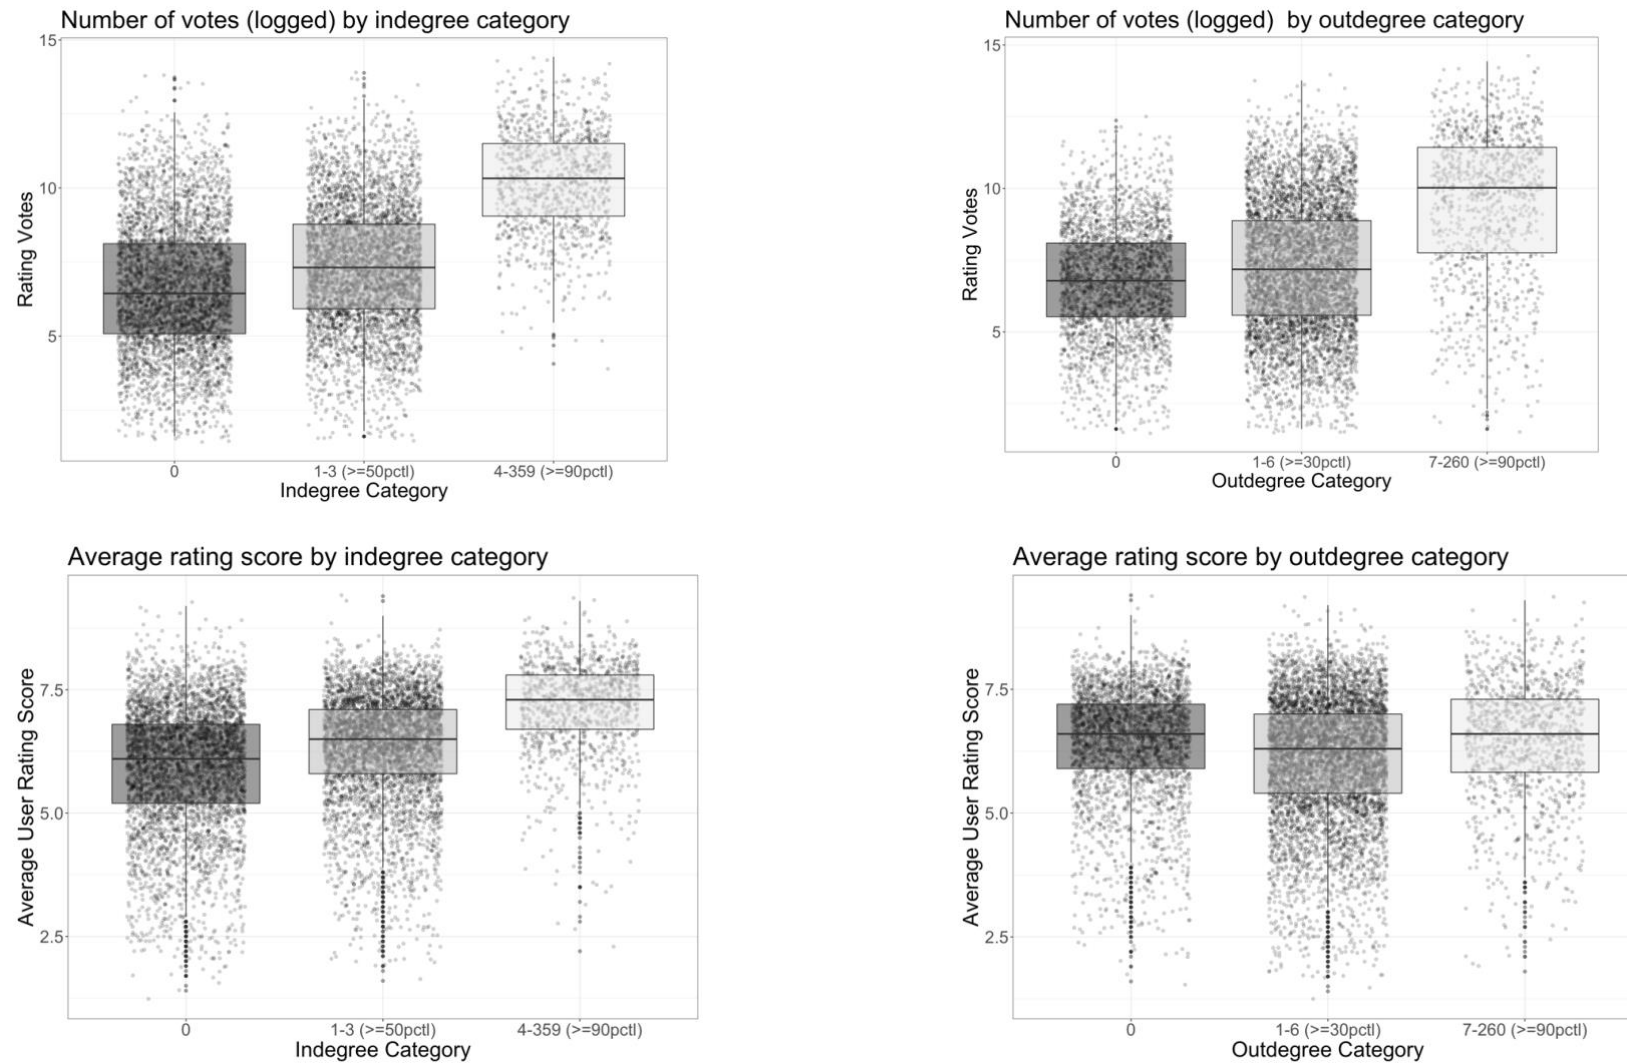 Number of votes (logged) by indegree category
15
10
5
Rating Votes
0 1-3 (>=50pctl) 4-359 (>=90pctl)
Indegree Category
Number of votes (logged)  by outdegree category
15
10
5
Rating Votes
0 1-6 (>=30pctl) 7-260 (>=90pctl)
Outdegree Category
Average rating score by indegree category
7.5
5.0
2.5
Average User Rating Score
0 1-3 (>=50pctl) 4-359 (>=90pctl)
Indegree Category
Average rating score by outdegree category
7.5
5.0
2.5
Average User Rating Score
0 1-6 (>=30pctl) 7-260 (>=90pctl)
Outdegree Category